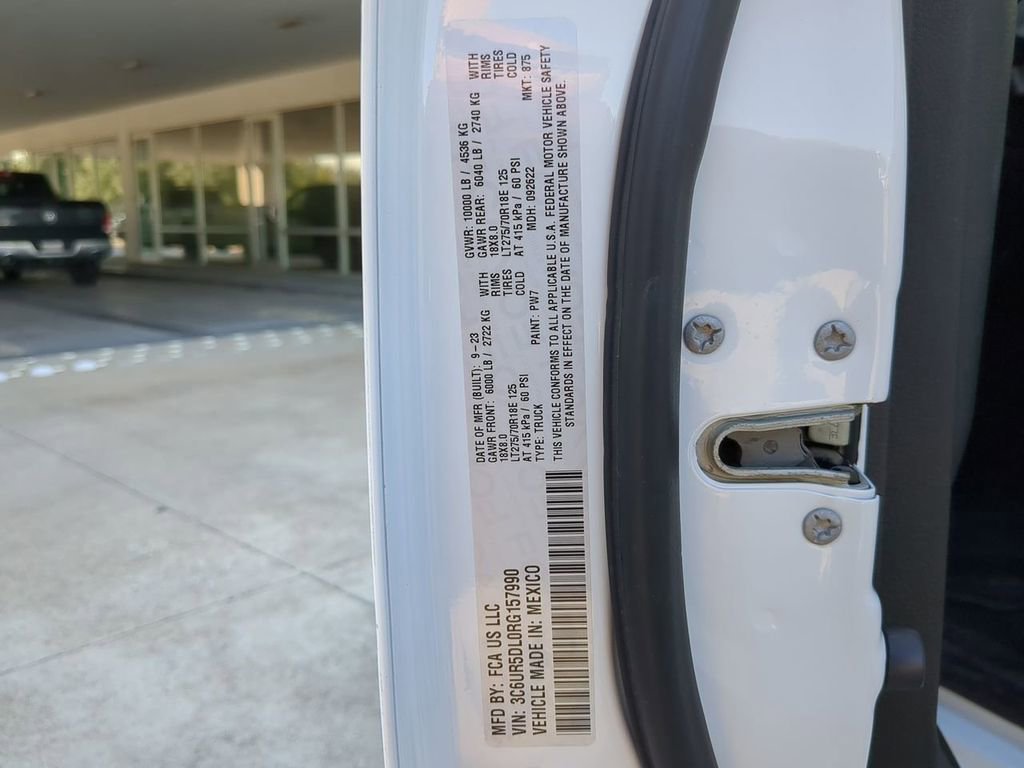 MFD BY: FCA US LLC
VIN: 3C6UR5DL0RG157990
VEHICLE MADE IN: MEXICO
DATE OF MFR (BUILT): 9-23 GVWR: 10000 LB / 4536 KG
GAWR FRONT: 6000 LB / 2722 KG GAWR REAR: 6040 LB / 2740 KG
18X8.0 WITH 18X8.0 WITH
RIMS RIMS
LT275/70R18E 125 TIRES LT275/70R18E 125 TIRES
AT 415 kPa / 60 PSI COLD AT 415 kPa / 60 PSI COLD
TYPE: TRUCK PAINT: PW7 MDH: 092622 MKT: 875
THIS VEHICLE CONFORMS TO ALL APPLICABLE U.S.A. FEDERAL MOTOR VEHICLE SAFETY
STANDARDS IN EFFECT ON THE DATE OF MANUFACTURE SHOWN ABOVE.